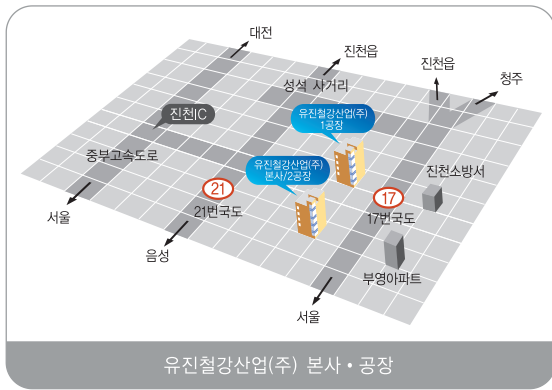 대전
진천읍
진천읍
청주
성석 사거리
진천IC
유진철강산업(주)
1공장
중부고속도로
유진철강산업(주)
본사/2공장
진천소방서
21
17
서울
21번국도
17번국도
음성
부영아파트
서울
유진철강산업(주) 본사 • 공장